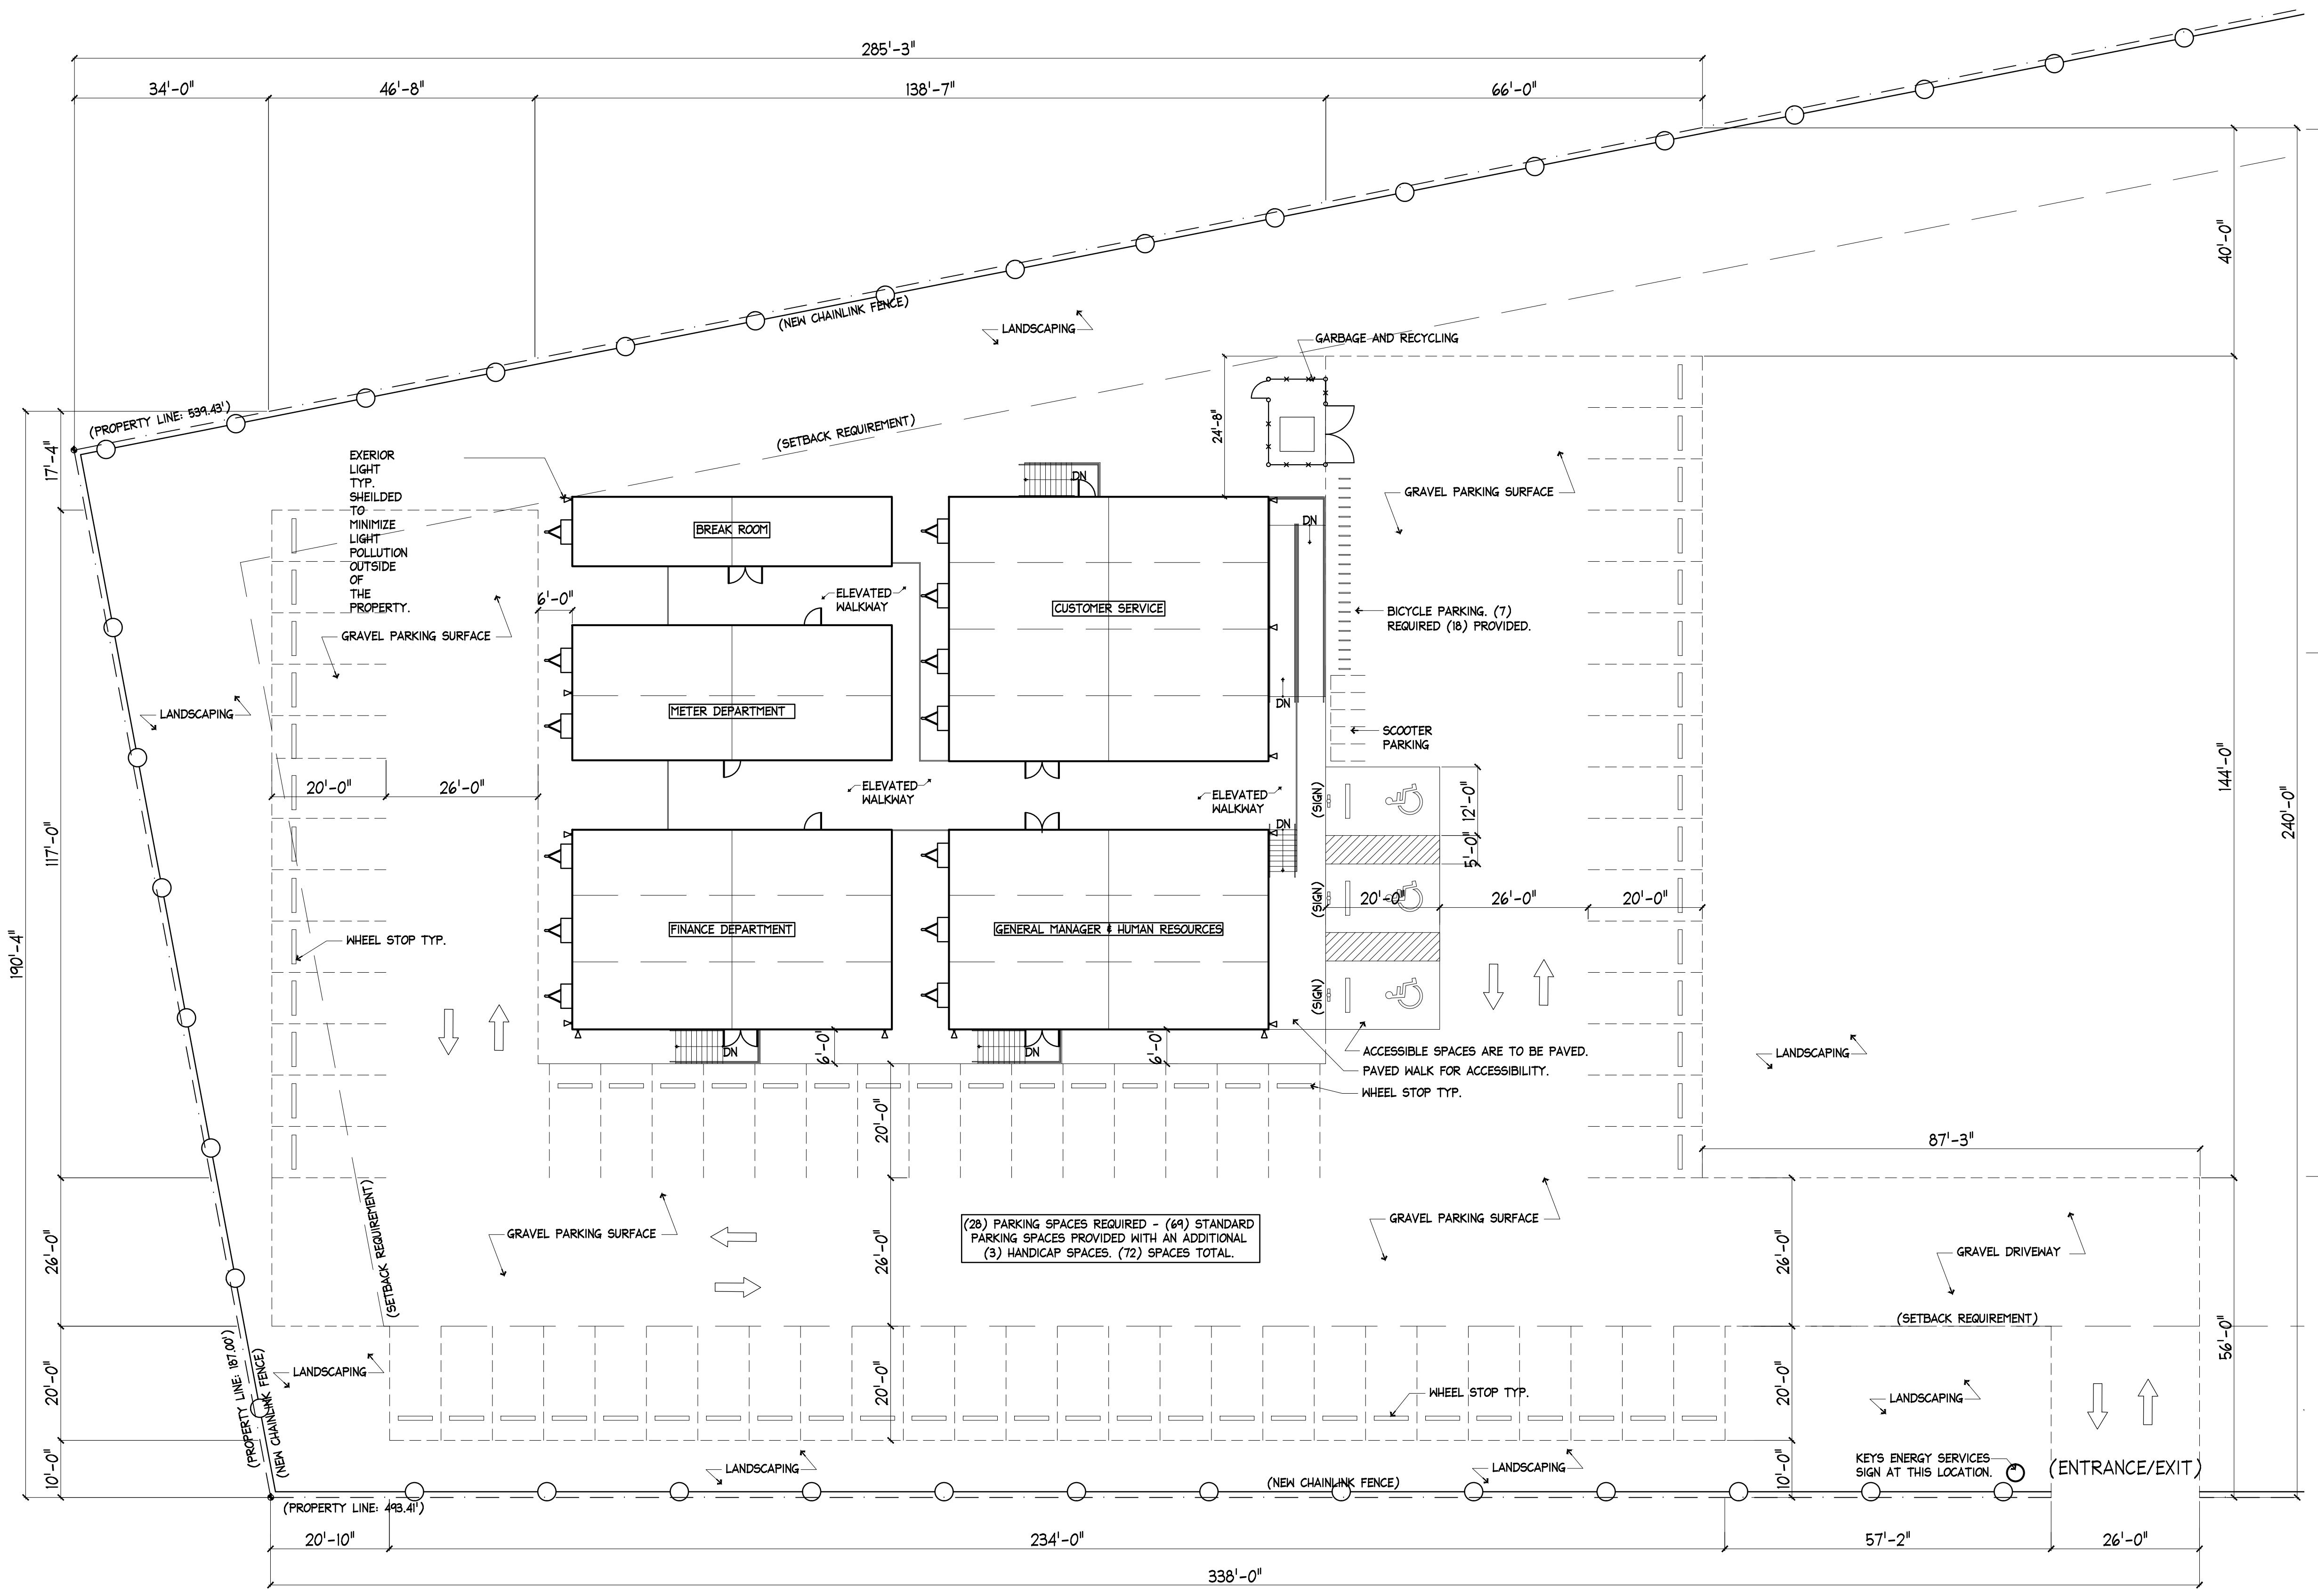 285'-3"
34'-0"
46'-8"
138'-7"
66'-0"
40'-0"
(NEW CHAINLINK FENCE)
LANDSCAPING
GARBAGE AND RECYCLING
(PROPERTY LINE: 539.43')
(SETBACK REQUIREMENT)
24'-8"
17'-4"
EXERIOR
LIGHT
TYP.
SHEILDED
TO
MINIMIZE
LIGHT
POLLUTION
OUTSIDE
OF
THE
PROPERTY.
DN
GRAVEL PARKING SURFACE
BREAK ROOM
DN
6'-0"
ELEVATED
WALKWAY
CUSTOMER SERVICE
BICYCLE PARKING. (7)
REQUIRED (18) PROVIDED.
GRAVEL PARKING SURFACE
LANDSCAPING
METER DEPARTMENT
DN
SCOOTER
PARKING
144'-0"
240'-0"
20'-0"
26'-0"
ELEVATED
WALKWAY
ELEVATED
WALKWAY
(SIGN)
12'-0"
DN
5'-0"
117'-0"
(SIGN)
20'-0"
26'-0"
20'-0"
190'-4"
WHEEL STOP TYP.
FINANCE DEPARTMENT
GENERAL MANAGER & HUMAN RESOURCES
(SIGN)
DN
6'-0"
DN
6'-0"
ACCESSIBLE SPACES ARE TO BE PAVED.
PAVED WALK FOR ACCESSIBILITY.
WHEEL STOP TYP.
LANDSCAPING
20'-0"
87'-3"
(SETBACK REQUIREMENT)
GRAVEL PARKING SURFACE
(28) PARKING SPACES REQUIRED - (69) STANDARD
PARKING SPACES PROVIDED WITH AN ADDITIONAL
(3) HANDICAP SPACES. (72) SPACES TOTAL.
GRAVEL PARKING SURFACE
GRAVEL DRIVEWAY
26'-0"
26'-0"
26'-0"
(SETBACK REQUIREMENT)
56'-0"
(PROPERTY LINE: 187.00')
(NEW CHAINLINK FENCE)
LANDSCAPING
20'-0"
20'-0"
WHEEL STOP TYP.
20'-0"
LANDSCAPING
10'-0"
LANDSCAPING
LANDSCAPING
10'-0"
KEYS ENERGY SERVICES
SIGN AT THIS LOCATION.
(ENTRANCE/EXIT)
(NEW CHAINLINK FENCE)
(PROPERTY LINE: 493.41')
20'-10"
234'-0"
57'-2"
26'-0"
338'-0"